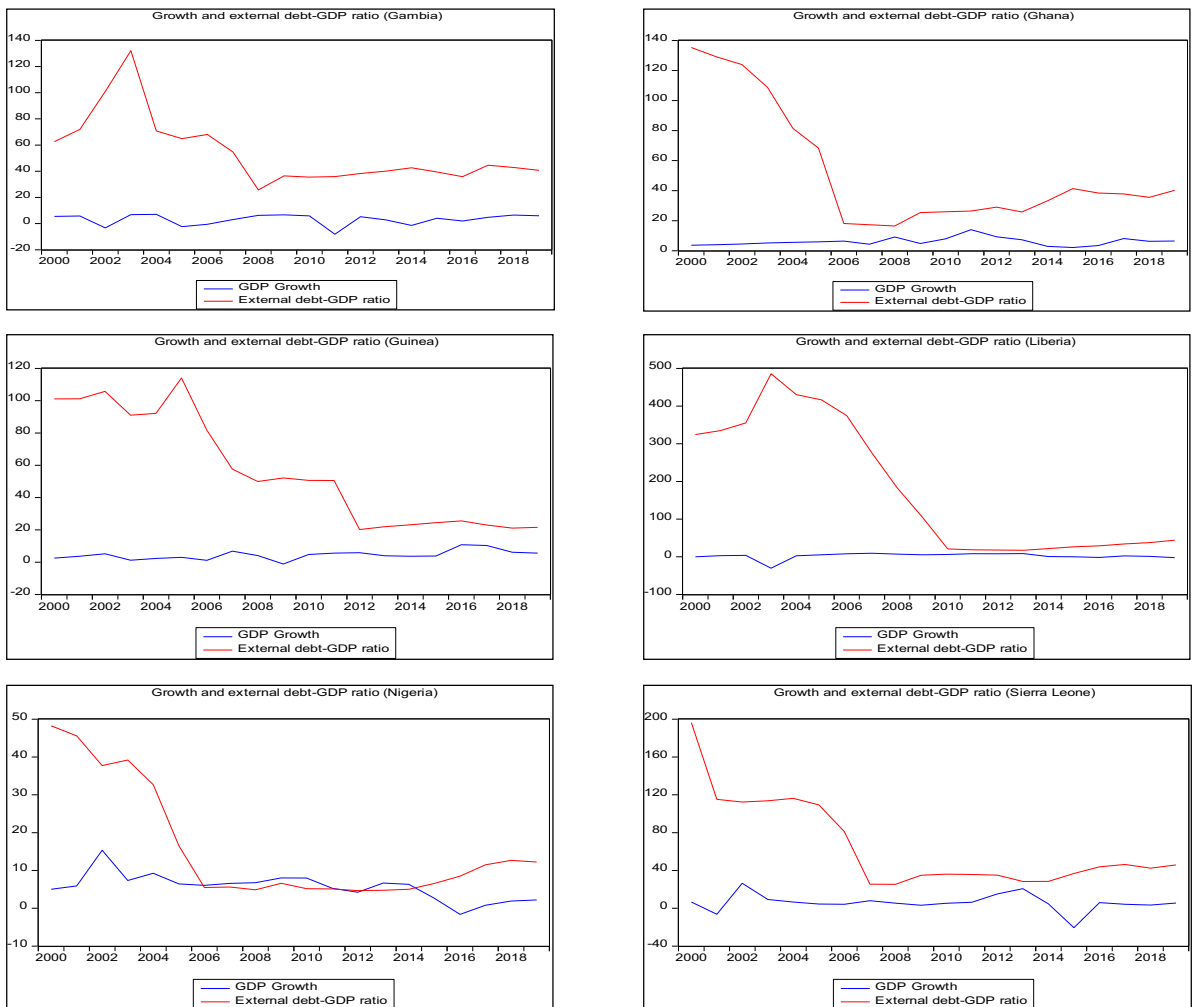 Growth and external debt-GDP ratio (Gambia)
140
120
100
80
60
40
20
0
-20
2000 2002 2004 2006 2008 2010 2012 2014 2016 2018
GDP Growth
External debt-GDP ratio
Growth and external debt-GDP ratio (Ghana)
140
120
100
80
60
40
20
0
2000 2002 2004 2006 2008 2010 2012 2014 2016 2018
GDP Growth
External debt-GDP ratio
Growth and external debt-GDP ratio (Guinea)
120
100
80
60
40
20
0
-20
2000 2002 2004 2006 2008 2010 2012 2014 2016 2018
GDP Growth
External debt-GDP ratio
Growth and external debt-GDP ratio (Liberia)
500
400
300
200
100
0
-100
2000 2002 2004 2006 2008 2010 2012 2014 2016 2018
GDP Growth
External debt-GDP ratio
Growth and external debt-GDP ratio (Nigeria)
50
40
30
20
10
0
-10
2000 2002 2004 2006 2008 2010 2012 2014 2016 2018
GDP Growth
External debt-GDP ratio
Growth and external debt-GDP ratio (Sierra Leone)
200
160
120
80
40
0
-40
2000 2002 2004 2006 2008 2010 2012 2014 2016 2018
GDP Growth
External debt-GDP ratio